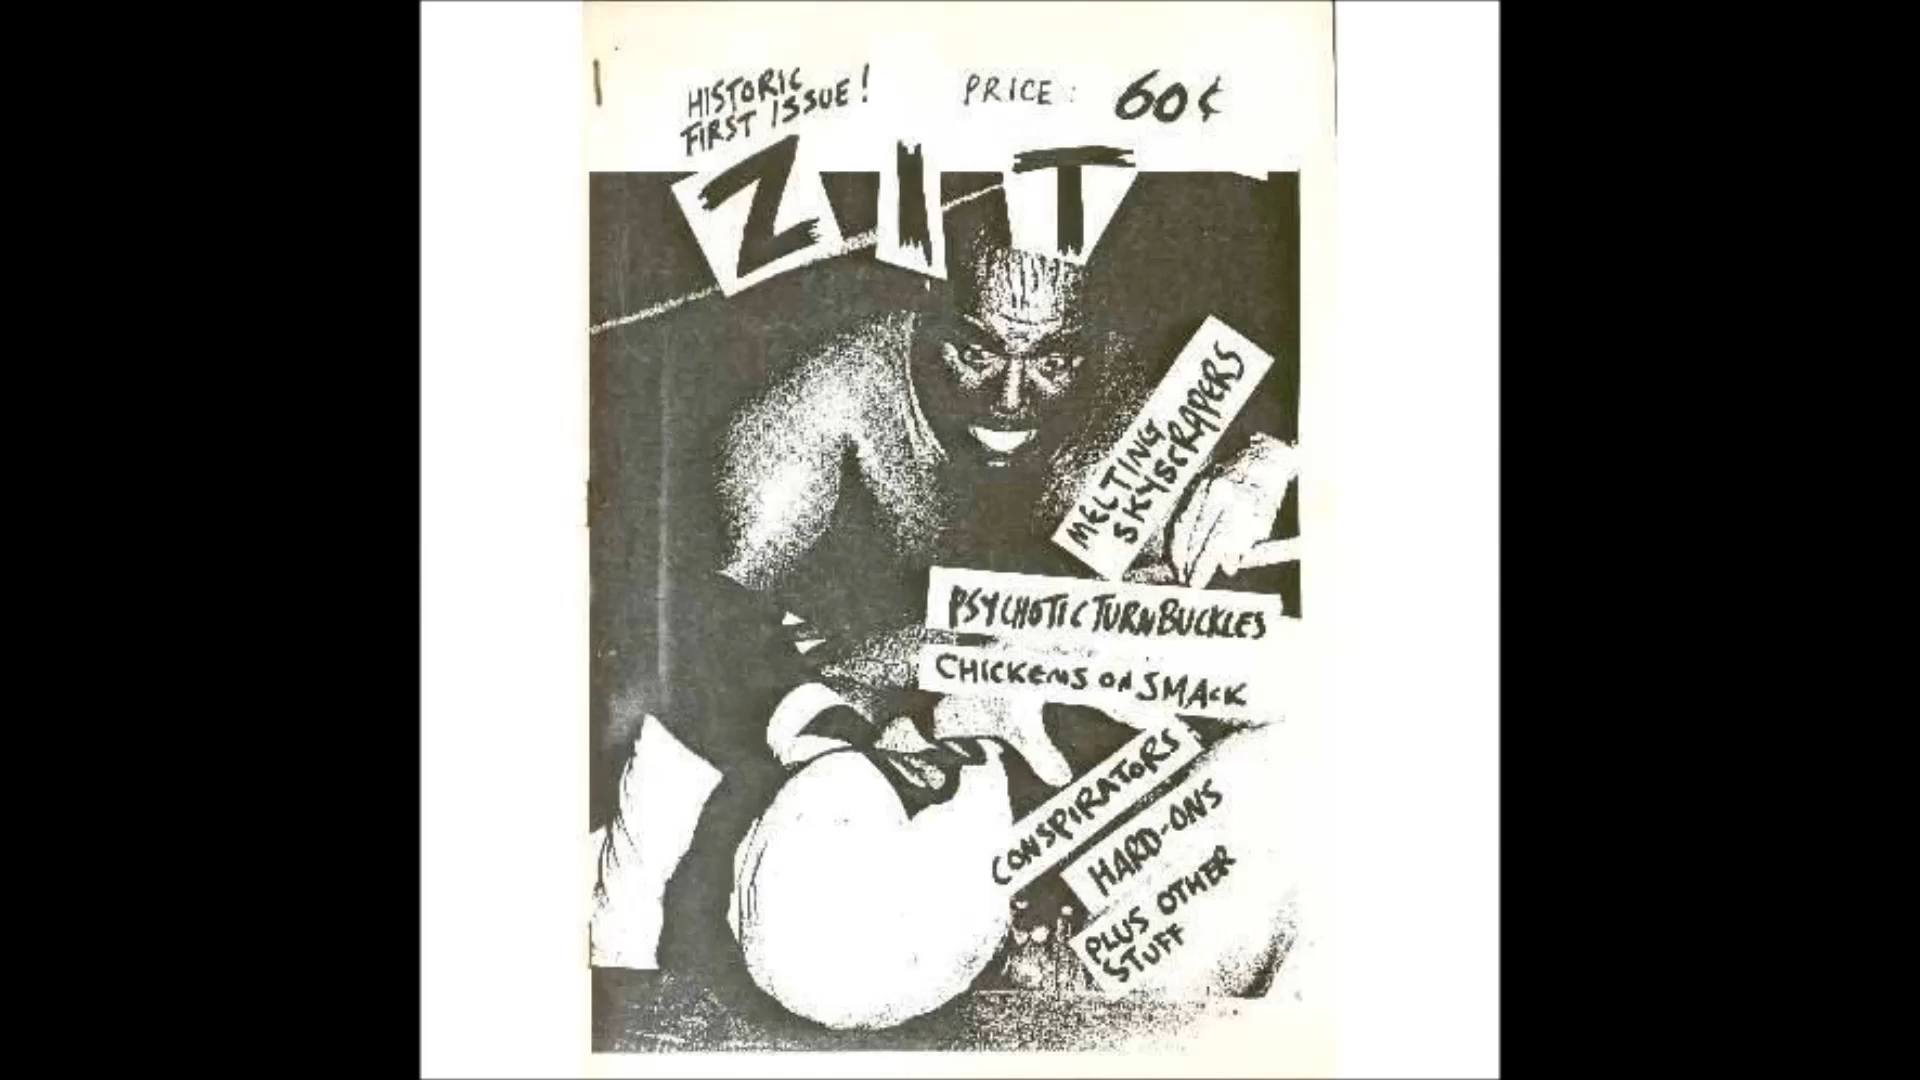 HISTORIC
FIRST ISSUE!
PRICE: 60¢
ZIT
MELTING
SKYSCRAPERS
PSYCHOTIC TURNBUCKLES
CHICKENS ON SMACK
CONSPIRATORS
HARD-ONS
PLUS OTHER
STUFF